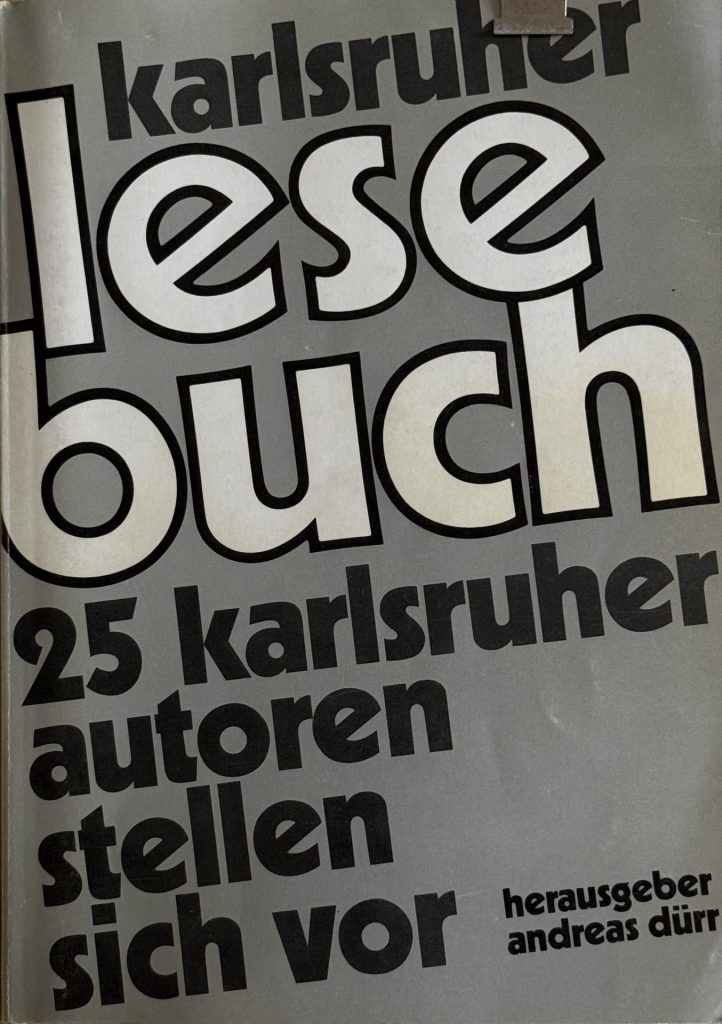 karlsruher
lese
buch
25 karlsruher
autoren
stellen
sich vor
herausgeber
andreas dürr